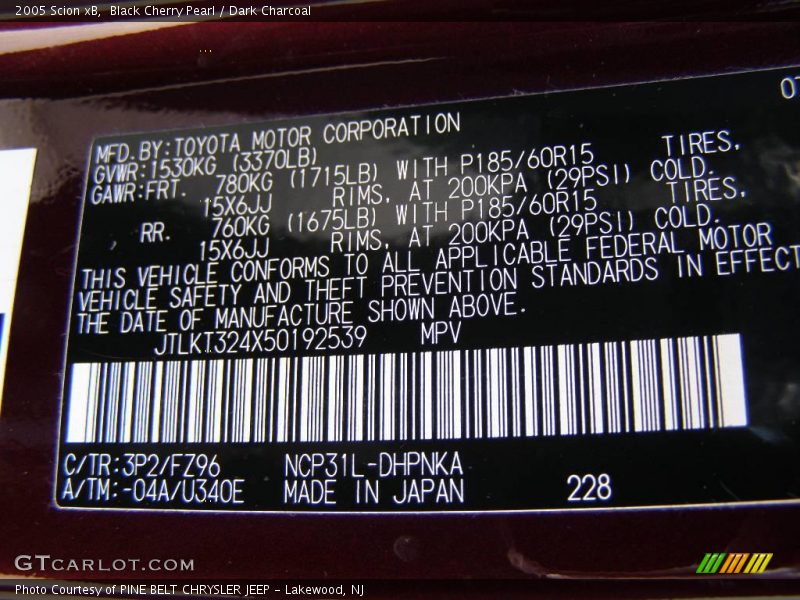 2005 Scion xB, Black Cherry Pearl / Dark Charcoal
07
MFD.BY:TOYOTA MOTOR CORPORATION
GVWR:1530KG (3370LB)
GAWR:FRT. 780KG (1715LB) WITH P185/60R15 TIRES,
15X6JJ RIMS, AT 200KPA (29PSI) COLD.
RR. 760KG (1675LB) WITH P185/60R15 TIRES,
15X6JJ RIMS, AT 200KPA (29PSI) COLD.
THIS VEHICLE CONFORMS TO ALL APPLICABLE FEDERAL MOTOR
VEHICLE SAFETY AND THEFT PREVENTION STANDARDS IN EFFECT
THE DATE OF MANUFACTURE SHOWN ABOVE.
JTLKT324X50192539 MPV
C/TR:3P2/FZ96 NCP31L-DHPNKA
A/TM:-04A/U340E MADE IN JAPAN 228
GTCARLOT.COM
Photo Courtesy of PINE BELT CHRYSLER JEEP - Lakewood, NJ